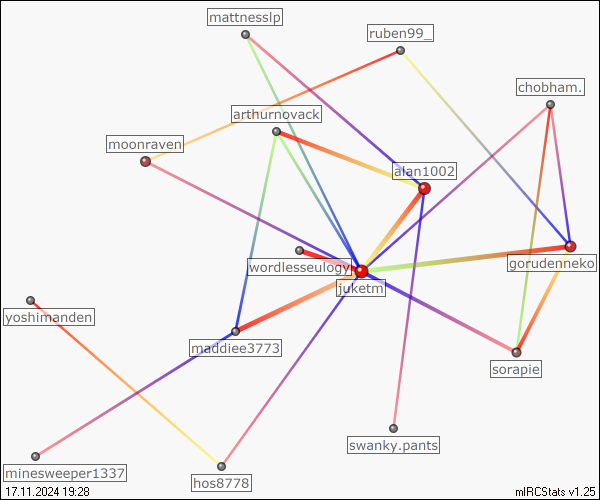 mattnesslp
ruben99_
chobham.
arthurnovack
moonraven
alan1002
wordlesseulogy
gorudenneko
juketm
yoshimanden
maddiee3773
sorapie
swanky.pants
minesweeper1337
hos8778
17.11.2024 19:28
mIRCStats v1.25